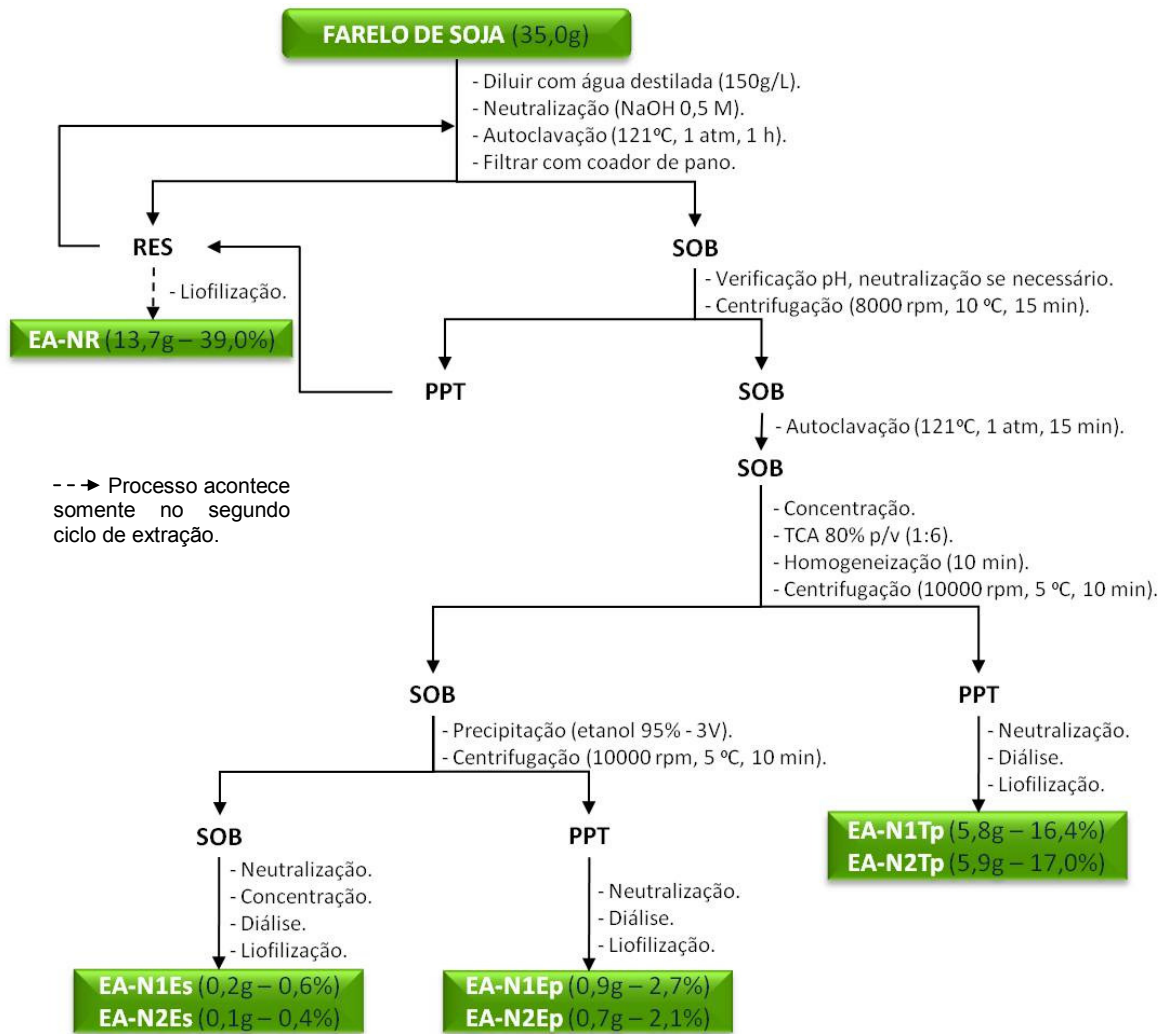 FARELO DE SOJA (35,0g)
- Diluir com água destilada (150g/L).
- Neutralização (NaOH 0,5 M).
- Autoclavação (121ºC, 1 atm, 1 h).
- Filtrar com coador de pano.
RES
SOB
- Liofilização.
- Verificação pH, neutralização se necessário.
- Centrifugação (8000 rpm, 10 ºC, 15 min).
EA-NR (13,7g – 39,0%)
PPT
SOB
- Autoclavação (121ºC, 1 atm, 15 min).
SOB
Processo acontece
somente no segundo
ciclo de extração.
- Concentração.
- TCA 80% p/v (1:6).
- Homogeneização (10 min).
- Centrifugação (10000 rpm, 5 ºC, 10 min).
SOB
PPT
- Precipitação (etanol 95% - 3V).
- Centrifugação (10000 rpm, 5 ºC, 10 min).
- Neutralização.
- Diálise.
- Liofilização.
EA-N1Tp (5,8g – 16,4%)
EA-N2Tp (5,9g – 17,0%)
SOB
PPT
- Neutralização.
- Concentração.
- Diálise.
- Liofilização.
- Neutralização.
- Diálise.
- Liofilização.
EA-N1Es (0,2g – 0,6%)
EA-N2Es (0,1g – 0,4%)
EA-N1Ep (0,9g – 2,7%)
EA-N2Ep (0,7g – 2,1%)